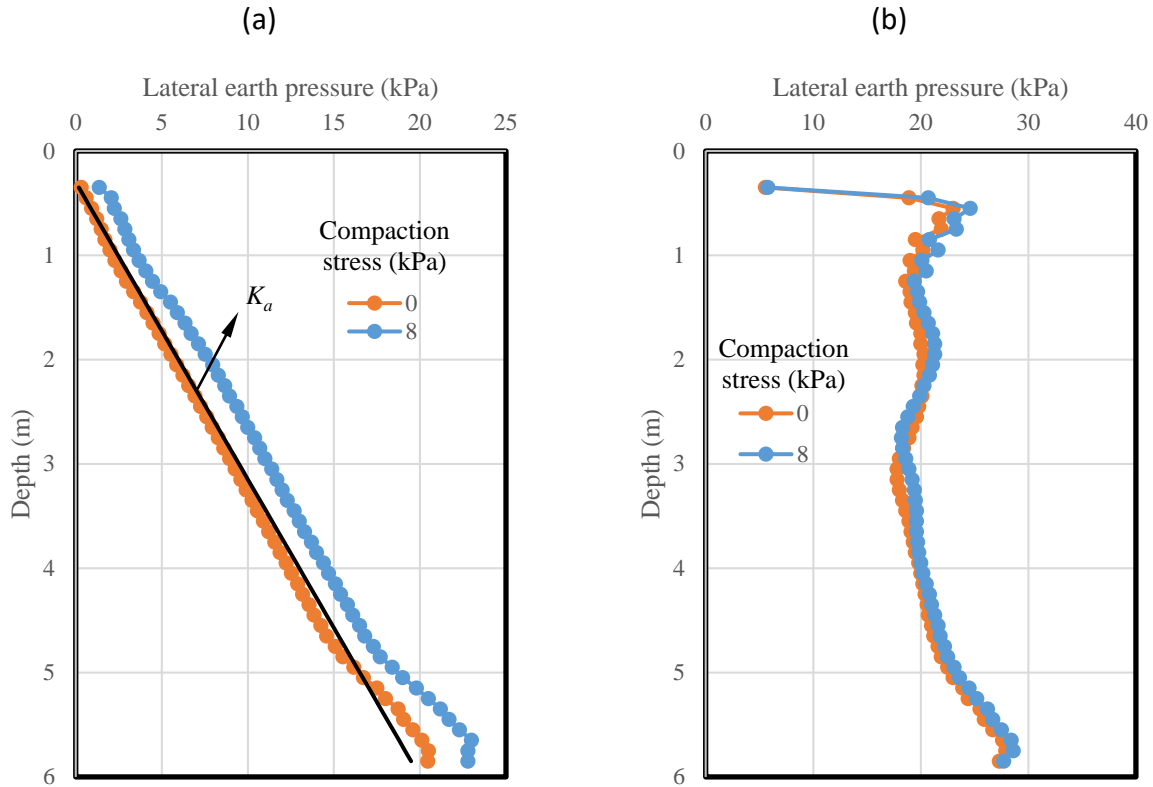 (a)
Lateral earth pressure (kPa)
0 5 10 15 20 25
0
1
2
3
4
5
6
Depth (m)
Compaction
stress (kPa)
0
8
Ka
(b)
Lateral earth pressure (kPa)
0 10 20 30 40
0
1
2
3
4
5
6
Depth (m)
Compaction
stress (kPa)
0
8